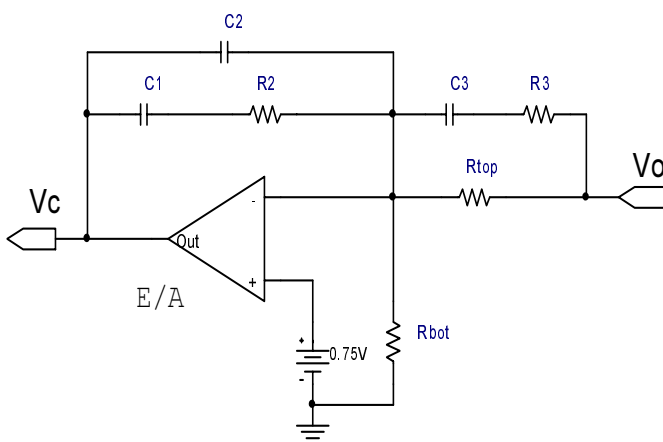 C2
C1
R2
C3
R3
Rtop
Vo
Vc
-
Out
+
E/A
Rbot
+
0.75V
-